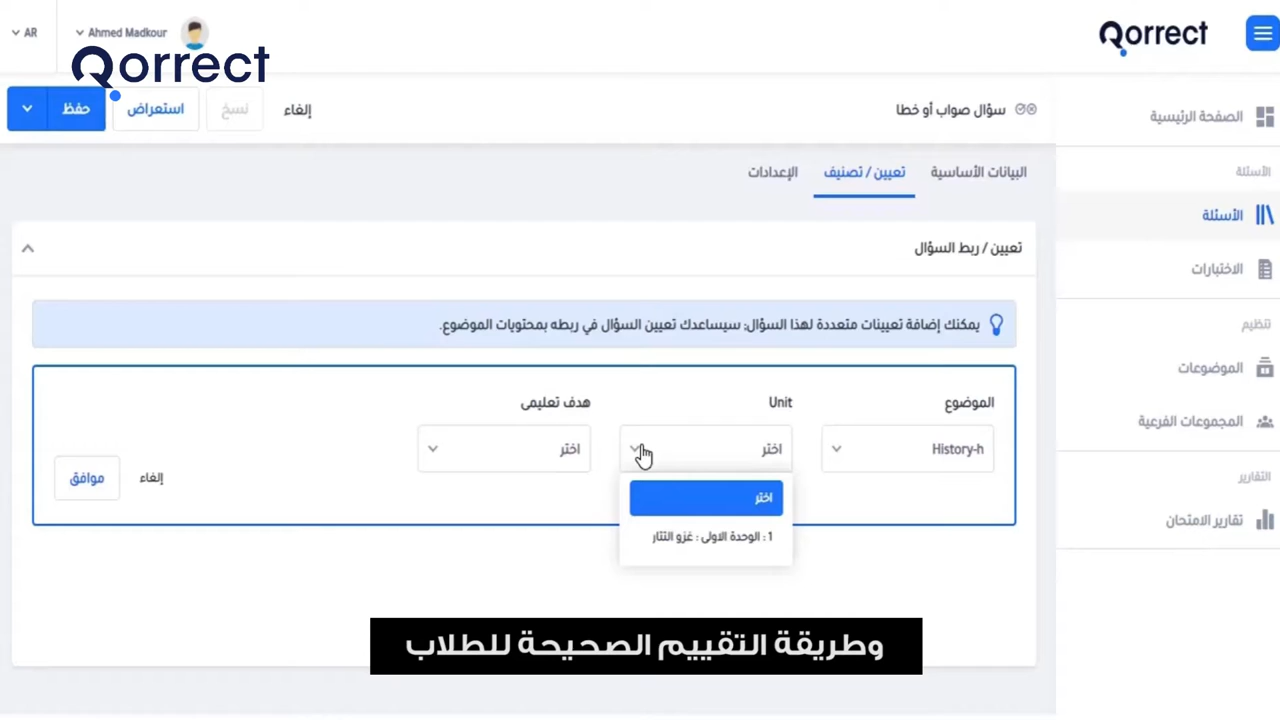 Qorrect
Ahmed Madkour
AR
Qorrect
سؤال صواب أو خطا
إلغاء
نسخ
استعراض
حفظ
الصفحة الرئيسية
الأسئلة
الأسئلة
الاختبارات
تنظيم
الموضوعات
المجموعات الفرعية
التقارير
تقارير الامتحان
البيانات الأساسية
تعيين / تصنيف
الإعدادات
تعيين / ربط السؤال
يمكنك إضافة تعيينات متعددة لهذا السؤال: سيساعدك تعيين السؤال في ربطه بمحتويات الموضوع.
الموضوع
Unit
هدف تعليمى
History-h
اختر
اختر
إلغاء
موافق
اختر
1 : الوحدة الاولى : غزو التتار
وطريقة التقييم الصحيحة للطلاب